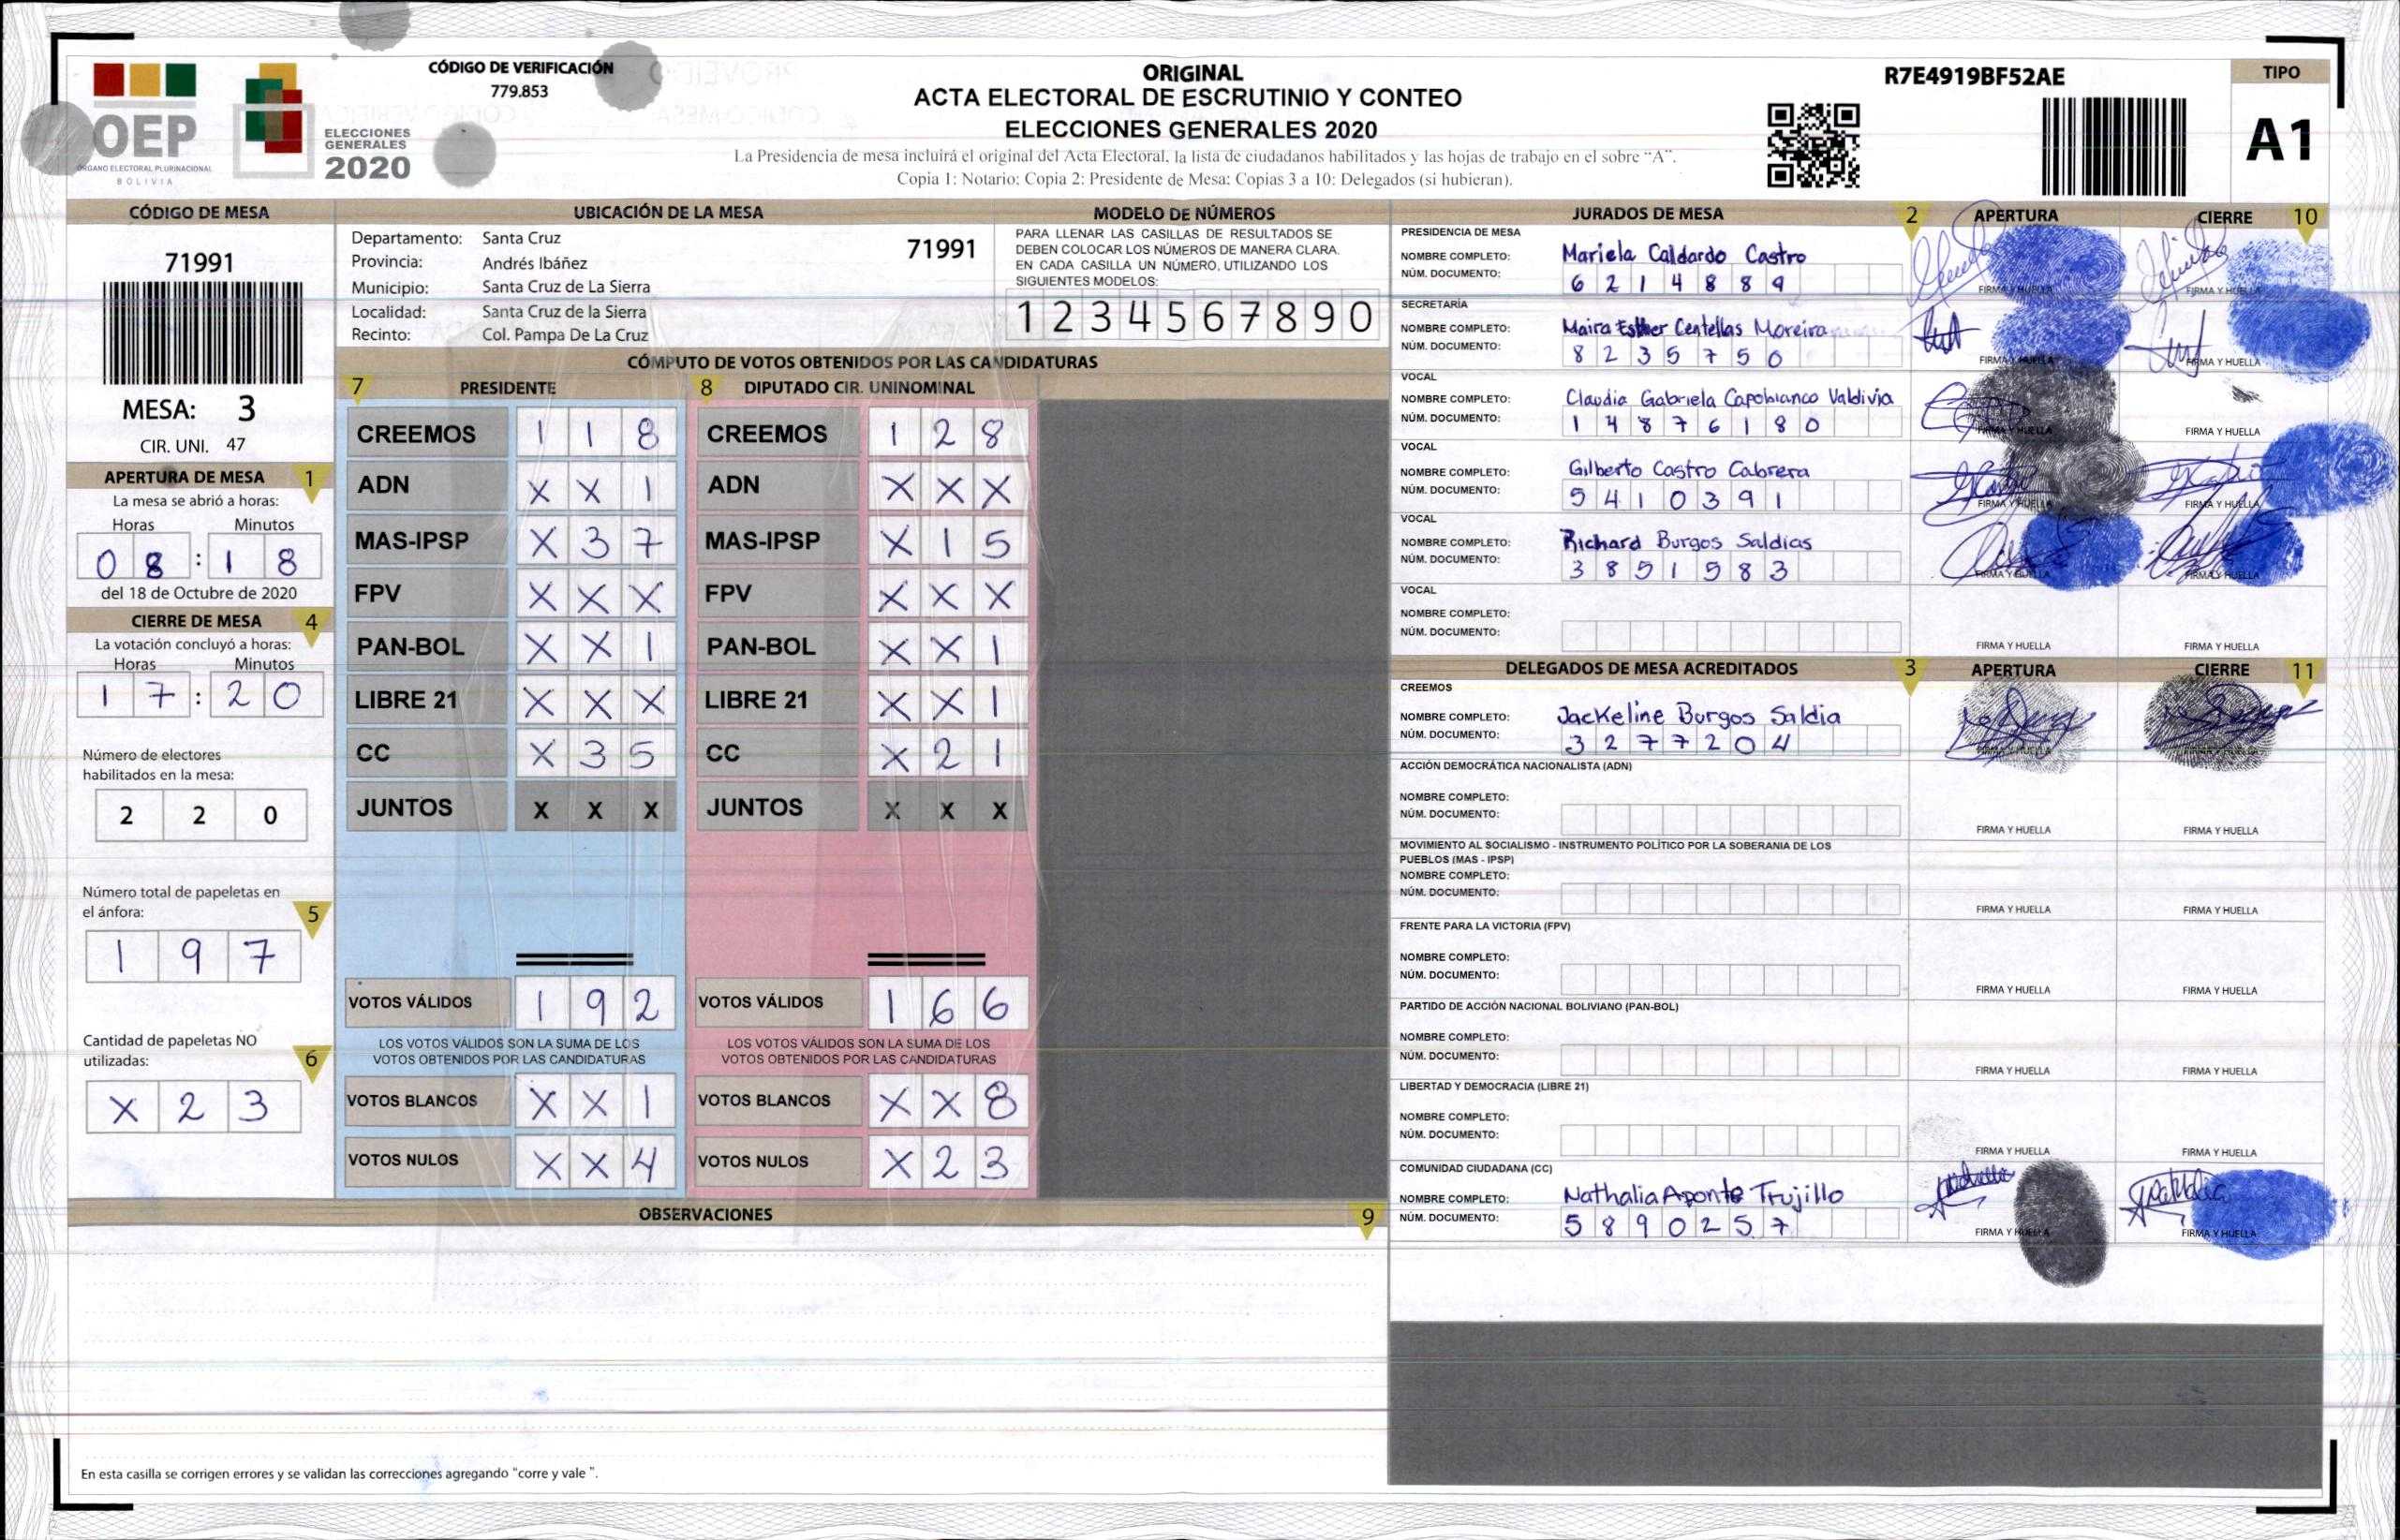 CÓDIGO DE VERIFICACIÓN
779.853
OEP
ÓRGANO ELECTORAL PLURINACIONAL
BOLIVIA
ELECCIONES
GENERALES
2020
ORIGINAL
ACTA ELECTORAL DE ESCRUTINIO Y CONTEO
ELECCIONES GENERALES 2020
La Presidencia de mesa incluirá el original del Acta Electoral, la lista de ciudadanos habilitados y las hojas de trabajo en el sobre "A".
Copia 1: Notario; Copia 2: Presidente de Mesa; Copias 3 a 10: Delegados (si hubieran).
R7E4919BF52AE
TIPO
A1
CÓDIGO DE MESA
71991
MESA: 3
CIR. UNI. 47
APERTURA DE MESA 1
La mesa se abrió a horas:
Horas Minutos
0 8 : 1 8
del 18 de Octubre de 2020
CIERRE DE MESA 4
La votación concluyó a horas:
Horas Minutos
1 7 : 2 0
Número de electores
habilitados en la mesa:
2 2 0
Número total de papeletas en
el ánfora: 5
1 9 7
Cantidad de papeletas NO
utilizadas: 6
X 2 3
UBICACIÓN DE LA MESA
Departamento: Santa Cruz
71991
Provincia: Andrés Ibáñez
Municipio: Santa Cruz de La Sierra
Localidad: Santa Cruz de la Sierra
Recinto: Col. Pampa De La Cruz
MODELO DE NÚMEROS
PARA LLENAR LAS CASILLAS DE RESULTADOS SE
DEBEN COLOCAR LOS NÚMEROS DE MANERA CLARA.
EN CADA CASILLA UN NÚMERO, UTILIZANDO LOS
SIGUIENTES MODELOS:
1 2 3 4 5 6 7 8 9 0
CÓMPUTO DE VOTOS OBTENIDOS POR LAS CANDIDATURAS
7 PRESIDENTE
CREEMOS 1 1 8
ADN X X 1
MAS-IPSP X 3 7
FPV X X X
PAN-BOL X X 1
LIBRE 21 X X X
CC X 3 5
JUNTOS X X X
VOTOS VÁLIDOS 1 9 2
LOS VOTOS VÁLIDOS SON LA SUMA DE LOS
VOTOS OBTENIDOS POR LAS CANDIDATURAS
VOTOS BLANCOS X X 1
VOTOS NULOS X X 4
8 DIPUTADO CIR. UNINOMINAL
CREEMOS 1 2 8
ADN X X X
MAS-IPSP X 1 5
FPV X X X
PAN-BOL X X 1
LIBRE 21 X X 1
CC X 2 1
JUNTOS X X X
VOTOS VÁLIDOS 1 6 6
LOS VOTOS VÁLIDOS SON LA SUMA DE LOS
VOTOS OBTENIDOS POR LAS CANDIDATURAS
VOTOS BLANCOS X X 8
VOTOS NULOS X 2 3
OBSERVACIONES 9
En esta casilla se corrigen errores y se validan las correcciones agregando "corre y vale ".
JURADOS DE MESA 2 APERTURA CIERRE 10
PRESIDENCIA DE MESA
NOMBRE COMPLETO: Mariela Caldardo Castro
NÚM. DOCUMENTO: 6 2 1 4 8 8 9
FIRMA Y HUELLA FIRMA Y HUELLA
SECRETARÍA
NOMBRE COMPLETO: Maira Esther Centellas Moreira
NÚM. DOCUMENTO: 8 2 3 5 7 5 0
FIRMA Y HUELLA FIRMA Y HUELLA
VOCAL
NOMBRE COMPLETO: Claudia Gabriela Capobianco Valdivia
NÚM. DOCUMENTO: 1 4 8 7 6 1 8 0
FIRMA Y HUELLA FIRMA Y HUELLA
VOCAL
NOMBRE COMPLETO: Gilberto Castro Cabrera
NÚM. DOCUMENTO: 5 4 1 0 3 9 1
FIRMA Y HUELLA FIRMA Y HUELLA
VOCAL
NOMBRE COMPLETO: Richard Burgos Saldias
NÚM. DOCUMENTO: 3 8 5 1 5 8 3
FIRMA Y HUELLA FIRMA Y HUELLA
VOCAL
NOMBRE COMPLETO:
NÚM. DOCUMENTO:
FIRMA Y HUELLA FIRMA Y HUELLA
DELEGADOS DE MESA ACREDITADOS 3 APERTURA CIERRE 11
CREEMOS
NOMBRE COMPLETO: Jackeline Burgos Saldia
NÚM. DOCUMENTO: 3 2 7 7 2 0 4
FIRMA Y HUELLA FIRMA Y HUELLA
ACCIÓN DEMOCRÁTICA NACIONALISTA (ADN)
NOMBRE COMPLETO:
NÚM. DOCUMENTO:
FIRMA Y HUELLA FIRMA Y HUELLA
MOVIMIENTO AL SOCIALISMO - INSTRUMENTO POLÍTICO POR LA SOBERANIA DE LOS
PUEBLOS (MAS - IPSP)
NOMBRE COMPLETO:
NÚM. DOCUMENTO:
FIRMA Y HUELLA FIRMA Y HUELLA
FRENTE PARA LA VICTORIA (FPV)
NOMBRE COMPLETO:
NÚM. DOCUMENTO:
FIRMA Y HUELLA FIRMA Y HUELLA
PARTIDO DE ACCIÓN NACIONAL BOLIVIANO (PAN-BOL)
NOMBRE COMPLETO:
NÚM. DOCUMENTO:
FIRMA Y HUELLA FIRMA Y HUELLA
LIBERTAD Y DEMOCRACIA (LIBRE 21)
NOMBRE COMPLETO:
NÚM. DOCUMENTO:
FIRMA Y HUELLA FIRMA Y HUELLA
COMUNIDAD CIUDADANA (CC)
NOMBRE COMPLETO: Nathalia Aponte Trujillo
NÚM. DOCUMENTO: 5 8 9 0 2 5 7
FIRMA Y HUELLA FIRMA Y HUELLA